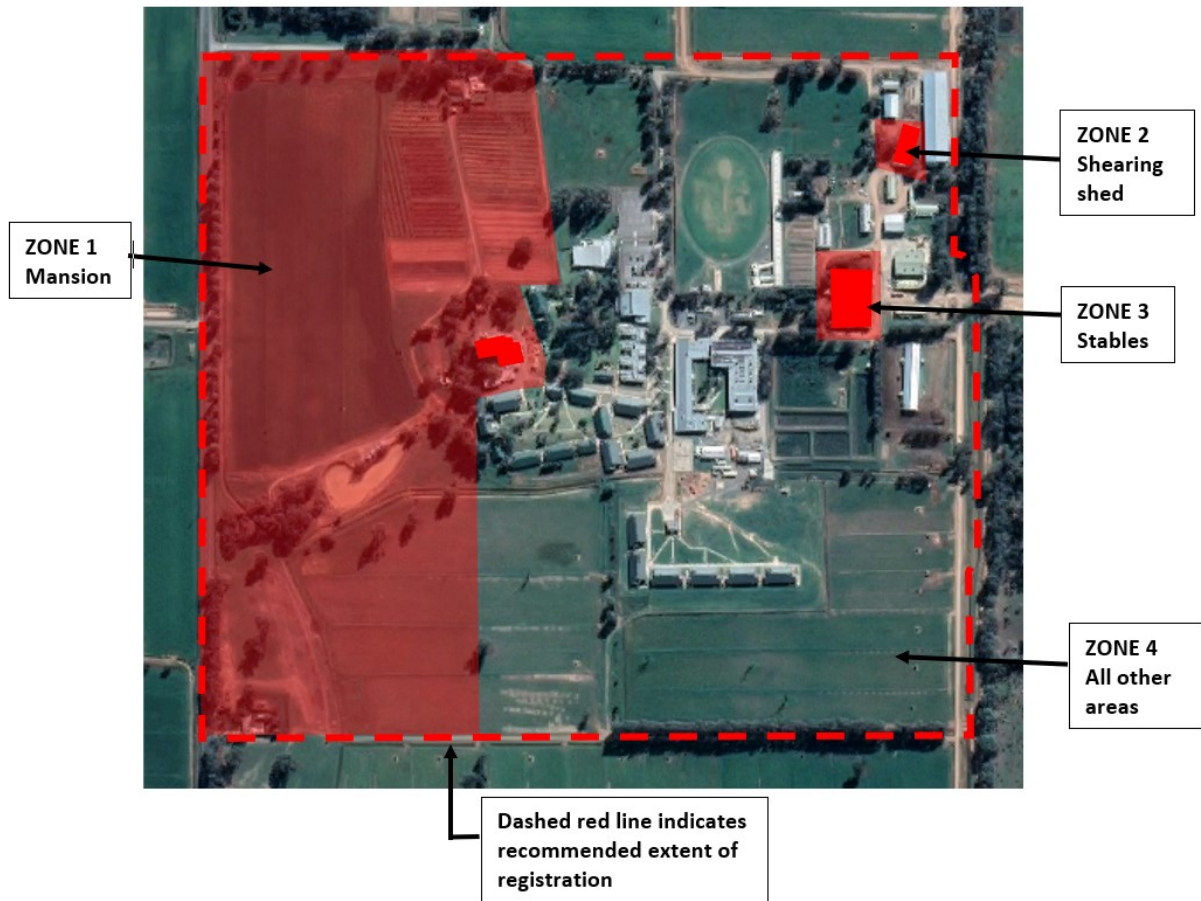 ZONE 2
Shearing
shed
ZONE 1
Mansion
ZONE 3
Stables
ZONE 4
All other
areas
Dashed red line indicates
recommended extent of
registration